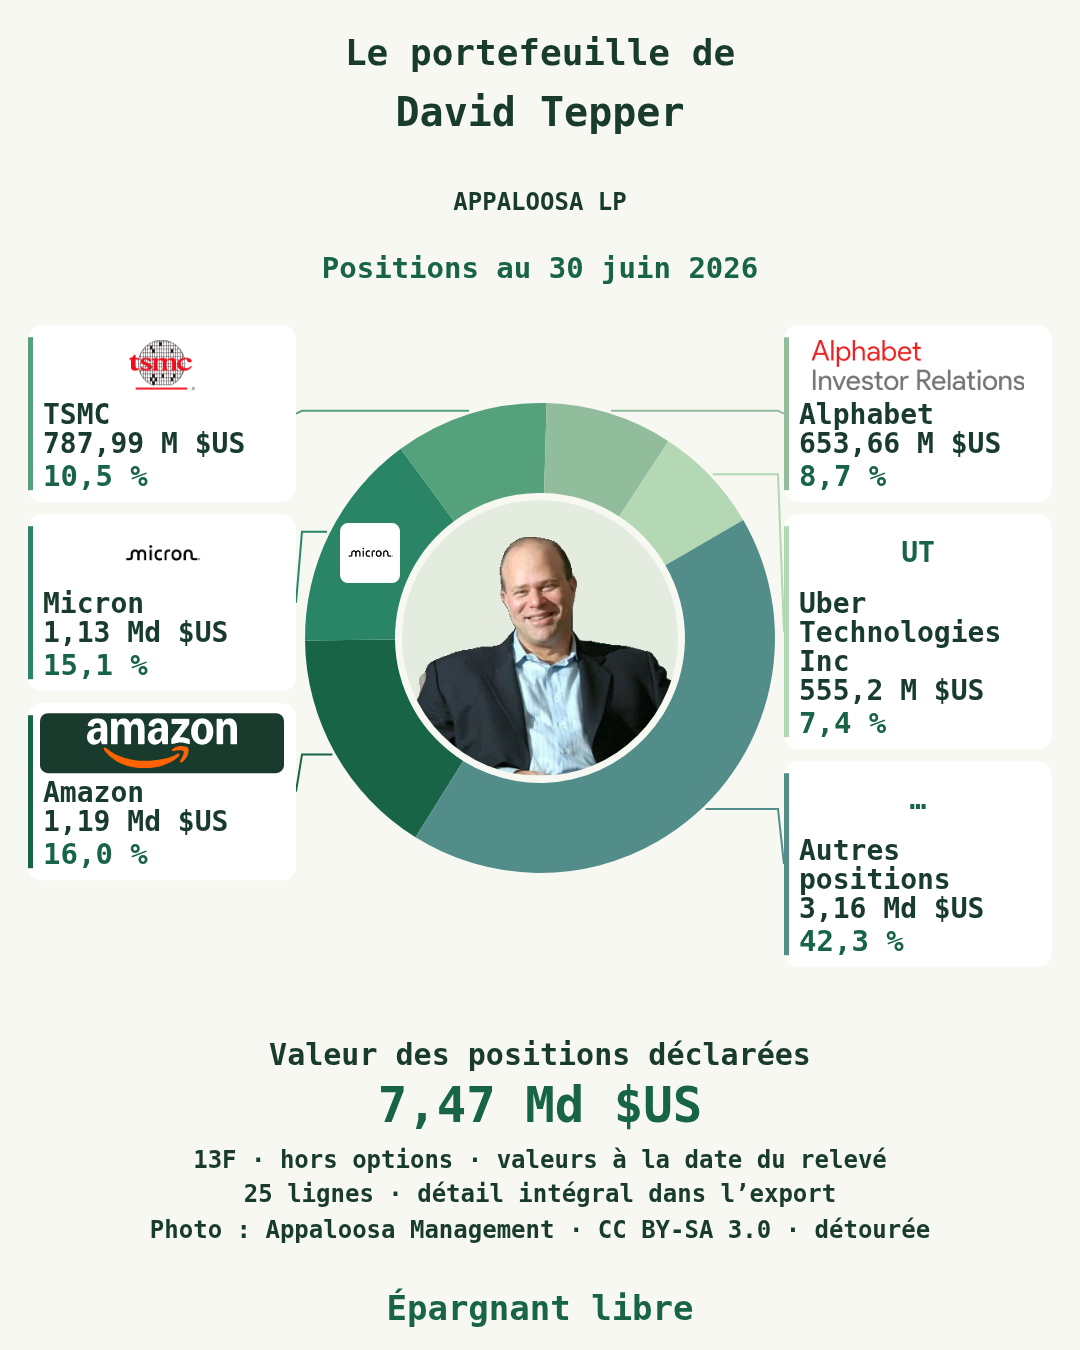 Le portefeuille de
David Tepper
APPALOOSA LP
Positions au 30 juin 2026
tsmc
TSMC
787,99 M $US
10,5 %
micron
Micron
1,13 Md $US
15,1 %
amazon
Amazon
1,19 Md $US
16,0 %
micron
Alphabet
Investor Relations
Alphabet
653,66 M $US
8,7 %
UT
Uber
Technologies
Inc
555,2 M $US
7,4 %
…
Autres
positions
3,16 Md $US
42,3 %
Valeur des positions déclarées
7,47 Md $US
13F · hors options · valeurs à la date du relevé
25 lignes · détail intégral dans l’export
Photo : Appaloosa Management · CC BY-SA 3.0 · détourée
Épargnant libre